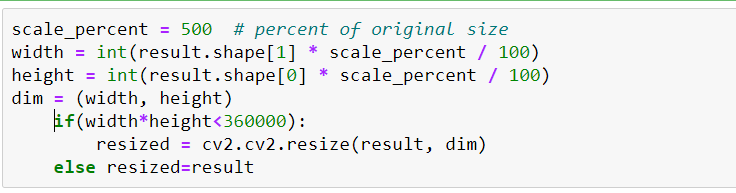 scale_percent = 500  # percent of original size
width = int(result.shape[1] * scale_percent / 100)
height = int(result.shape[0] * scale_percent / 100)
dim = (width, height)
    if(width*height<360000):
        resized = cv2.cv2.resize(result, dim)
    else resized=result